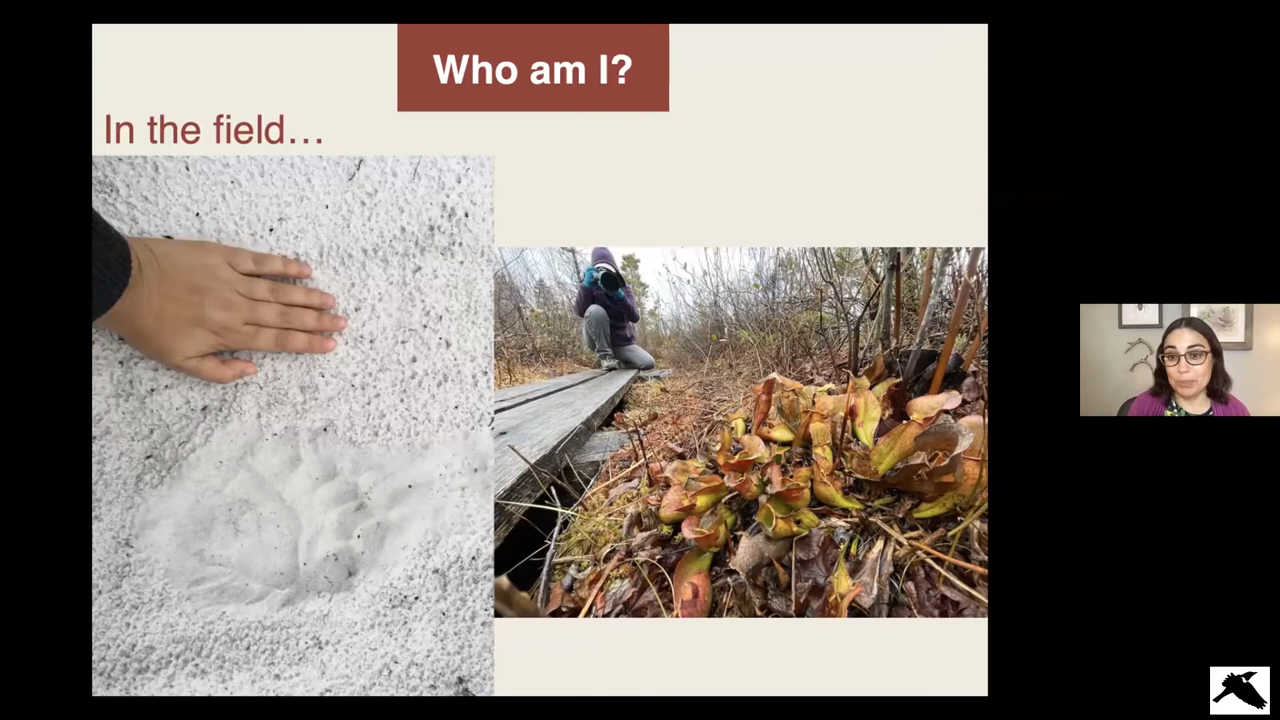 Who am I?
In the field…